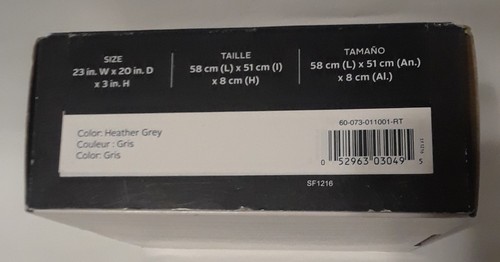 SIZE
23 in. W x 20 in. D
x 3 in. H
TAILLE
58 cm (L) x 51 cm (l)
x 8 cm (H)
TAMAÑO
58 cm (L) x 51 cm (An.)
x 8 cm (Al.)
Color: Heather Grey
Couleur : Gris
Color: Gris
60-073-011001-RT
0 52963 03049 5
SF1216